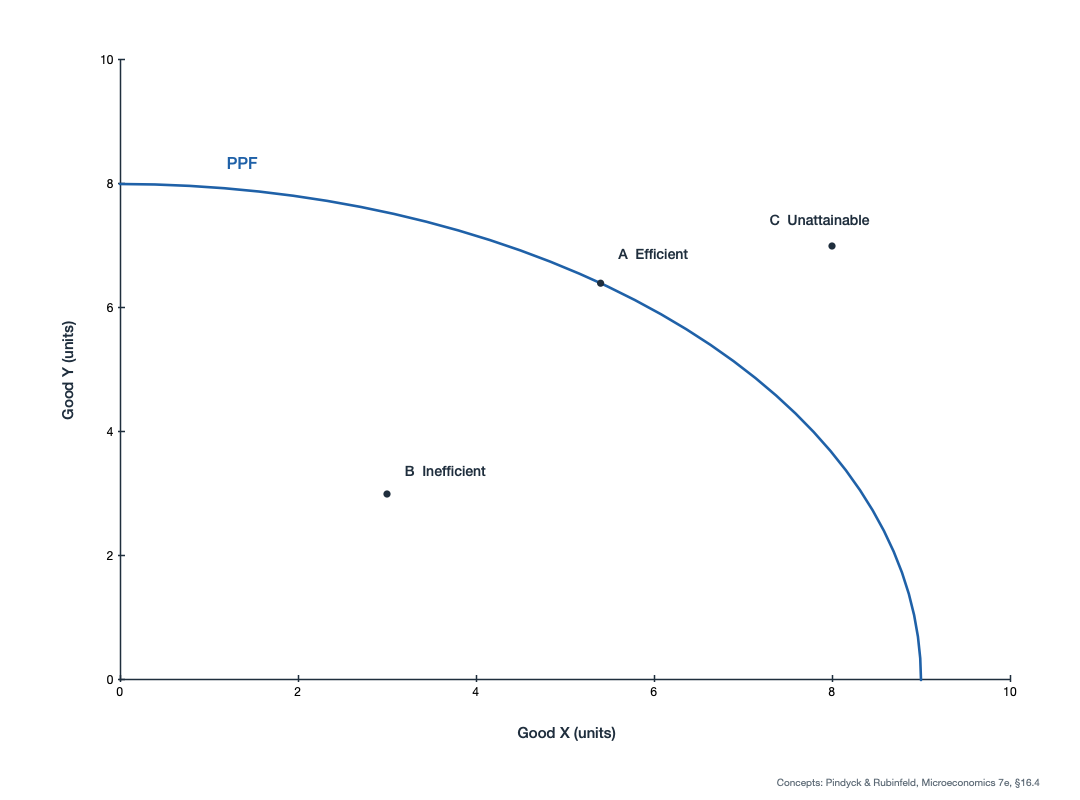 10
PPF
8
C Unattainable
A Efficient
6
Good Y (units)
4
B Inefficient
2
0
0 2 4 6 8 10
Good X (units)
Concepts: Pindyck & Rubinfeld, Microeconomics 7e, §16.4